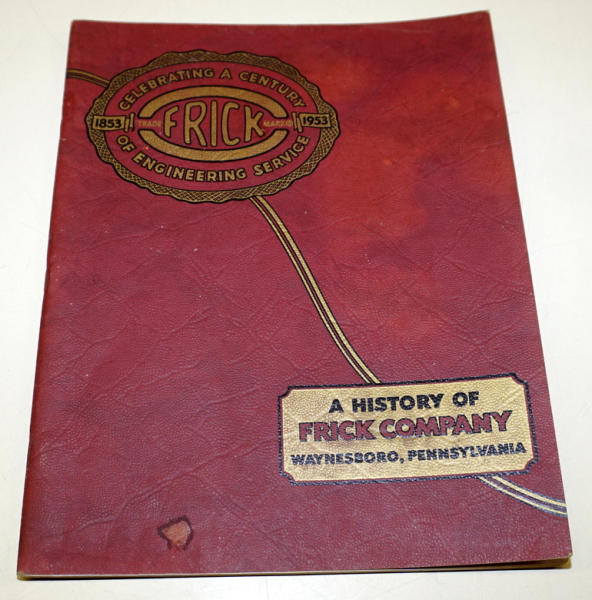 CELEBRATING A CENTURY
1853 TRADE FRICK MARK 1953
OF ENGINEERING SERVICE
A HISTORY OF
FRICK COMPANY
WAYNESBORO, PENNSYLVANIA